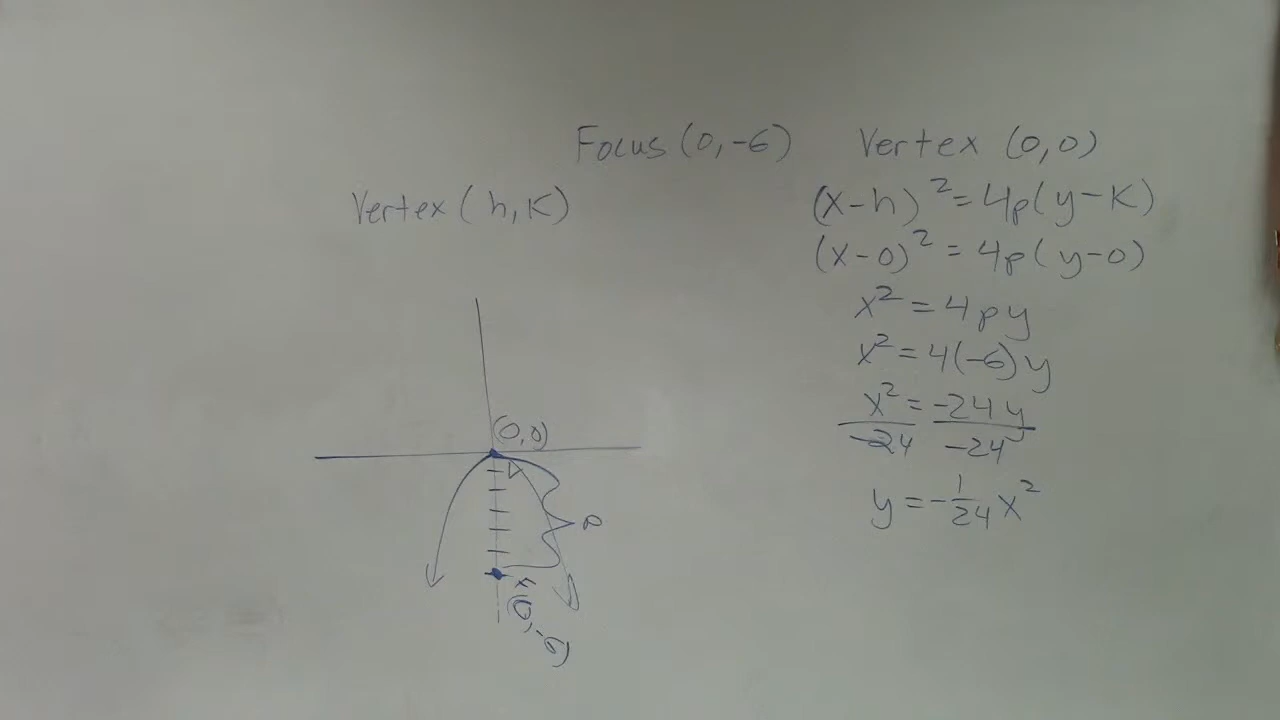 Focus (0,-6) Vertex (0,0)
Vertex (h,K)
(x-h)² = 4p(y-K)
(x-0)² = 4p(y-0)
x² = 4py
x² = 4(-6)y
x² = -24y
-24 -24
y = -1/24 x²
(0,0)
p
(0,-6)